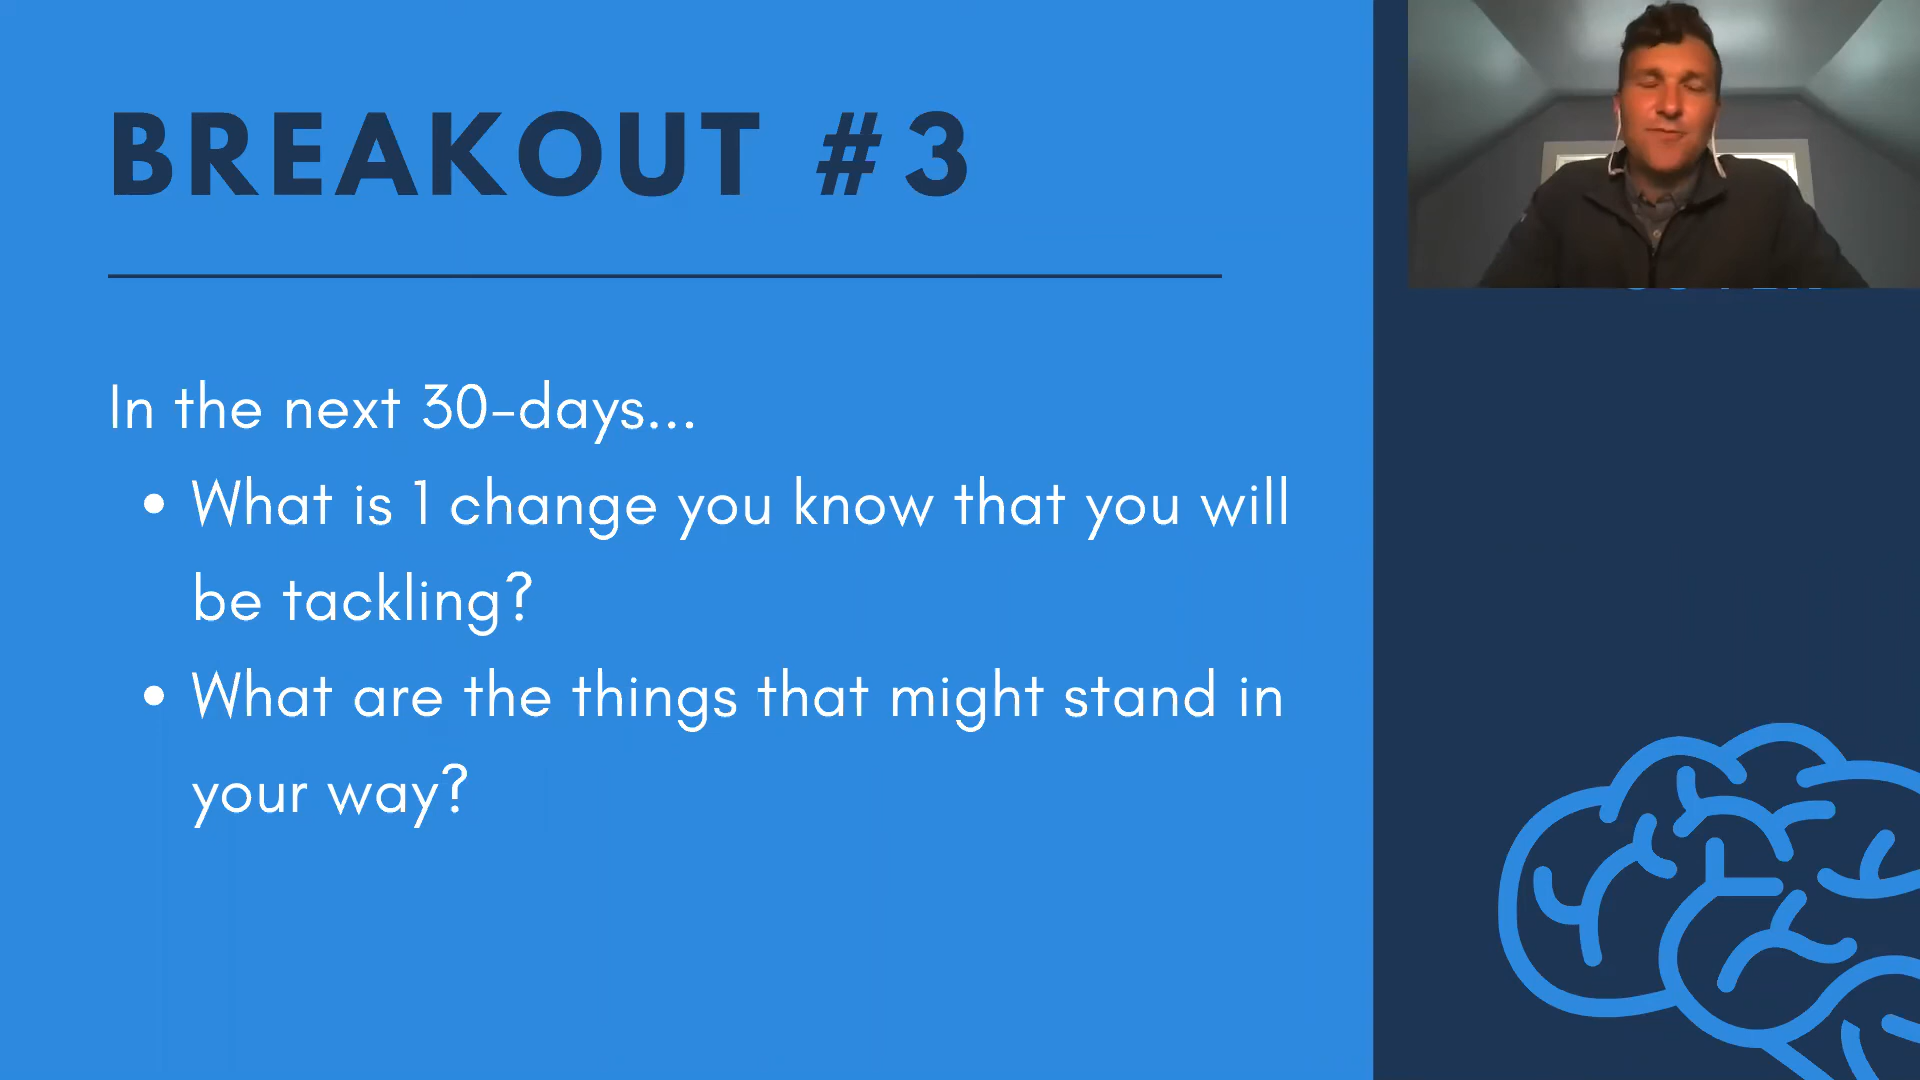 BREAKOUT #3
In the next 30-days...
• What is 1 change you know that you will
be tackling?
• What are the things that might stand in
your way?